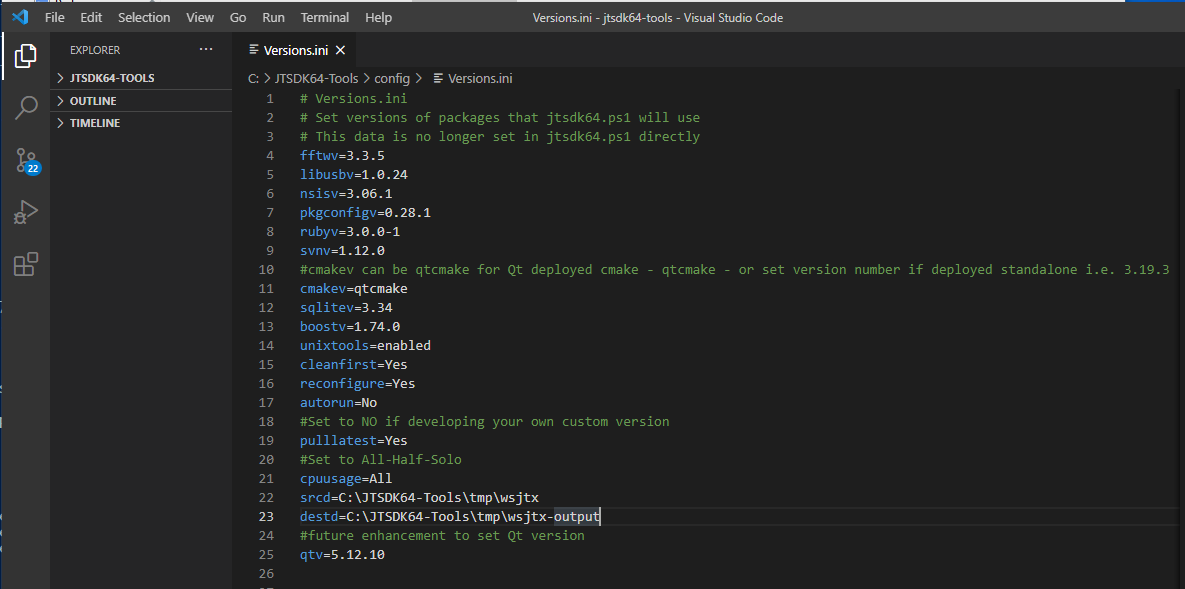 File Edit Selection View Go Run Terminal Help
Versions.ini - jtsdk64-tools - Visual Studio Code
EXPLORER
Versions.ini
JTSDK64-TOOLS
C: > JTSDK64-Tools > config > Versions.ini
OUTLINE
TIMELINE
22
1 # Versions.ini
2 # Set versions of packages that jtsdk64.ps1 will use
3 # This data is no longer set in jtsdk64.ps1 directly
4 fftwv=3.3.5
5 libusbv=1.0.24
6 nsisv=3.06.1
7 pkgconfigv=0.28.1
8 rubyv=3.0.0-1
9 svnv=1.12.0
10 #cmakev can be qtcmake for Qt deployed cmake - qtcmake - or set version number if deployed standalone i.e. 3.19.3
11 cmakev=qtcmake
12 sqlitev=3.34
13 boostv=1.74.0
14 unixtools=enabled
15 cleanfirst=Yes
16 reconfigure=Yes
17 autorun=No
18 #Set to NO if developing your own custom version
19 pulllatest=Yes
20 #Set to All-Half-Solo
21 cpuusage=All
22 srcd=C:\JTSDK64-Tools\tmp\wsjtx
23 destd=C:\JTSDK64-Tools\tmp\wsjtx-output
24 #future enhancement to set Qt version
25 qtv=5.12.10
26